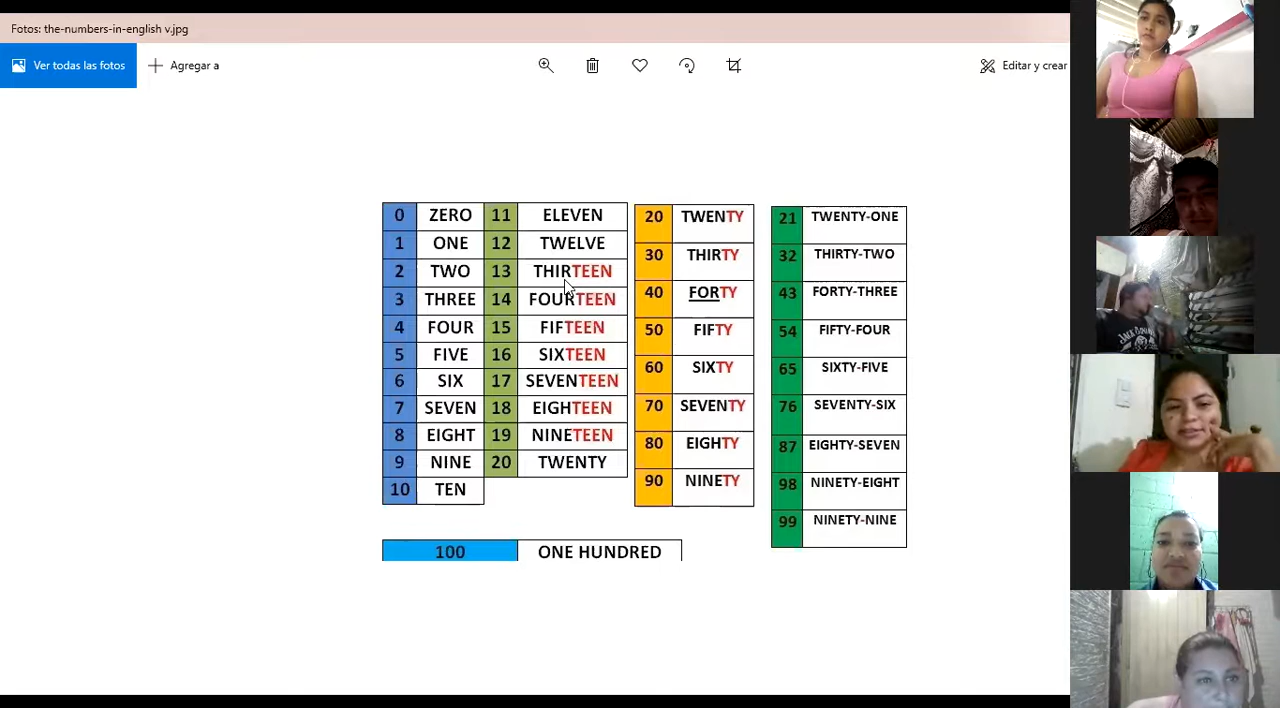 Fotos: the-numbers-in-english v.jpg
Ver todas las fotos
Agregar a
Editar y crear
0 ZERO 11 ELEVEN
1 ONE 12 TWELVE
2 TWO 13 THIRTEEN
3 THREE 14 FOURTEEN
4 FOUR 15 FIFTEEN
5 FIVE 16 SIXTEEN
6 SIX 17 SEVENTEEN
7 SEVEN 18 EIGHTEEN
8 EIGHT 19 NINETEEN
9 NINE 20 TWENTY
10 TEN
20 TWENTY
30 THIRTY
40 FORTY
50 FIFTY
60 SIXTY
70 SEVENTY
80 EIGHTY
90 NINETY
21 TWENTY-ONE
32 THIRTY-TWO
43 FORTY-THREE
54 FIFTY-FOUR
65 SIXTY-FIVE
76 SEVENTY-SIX
87 EIGHTY-SEVEN
98 NINETY-EIGHT
99 NINETY-NINE
100 ONE HUNDRED